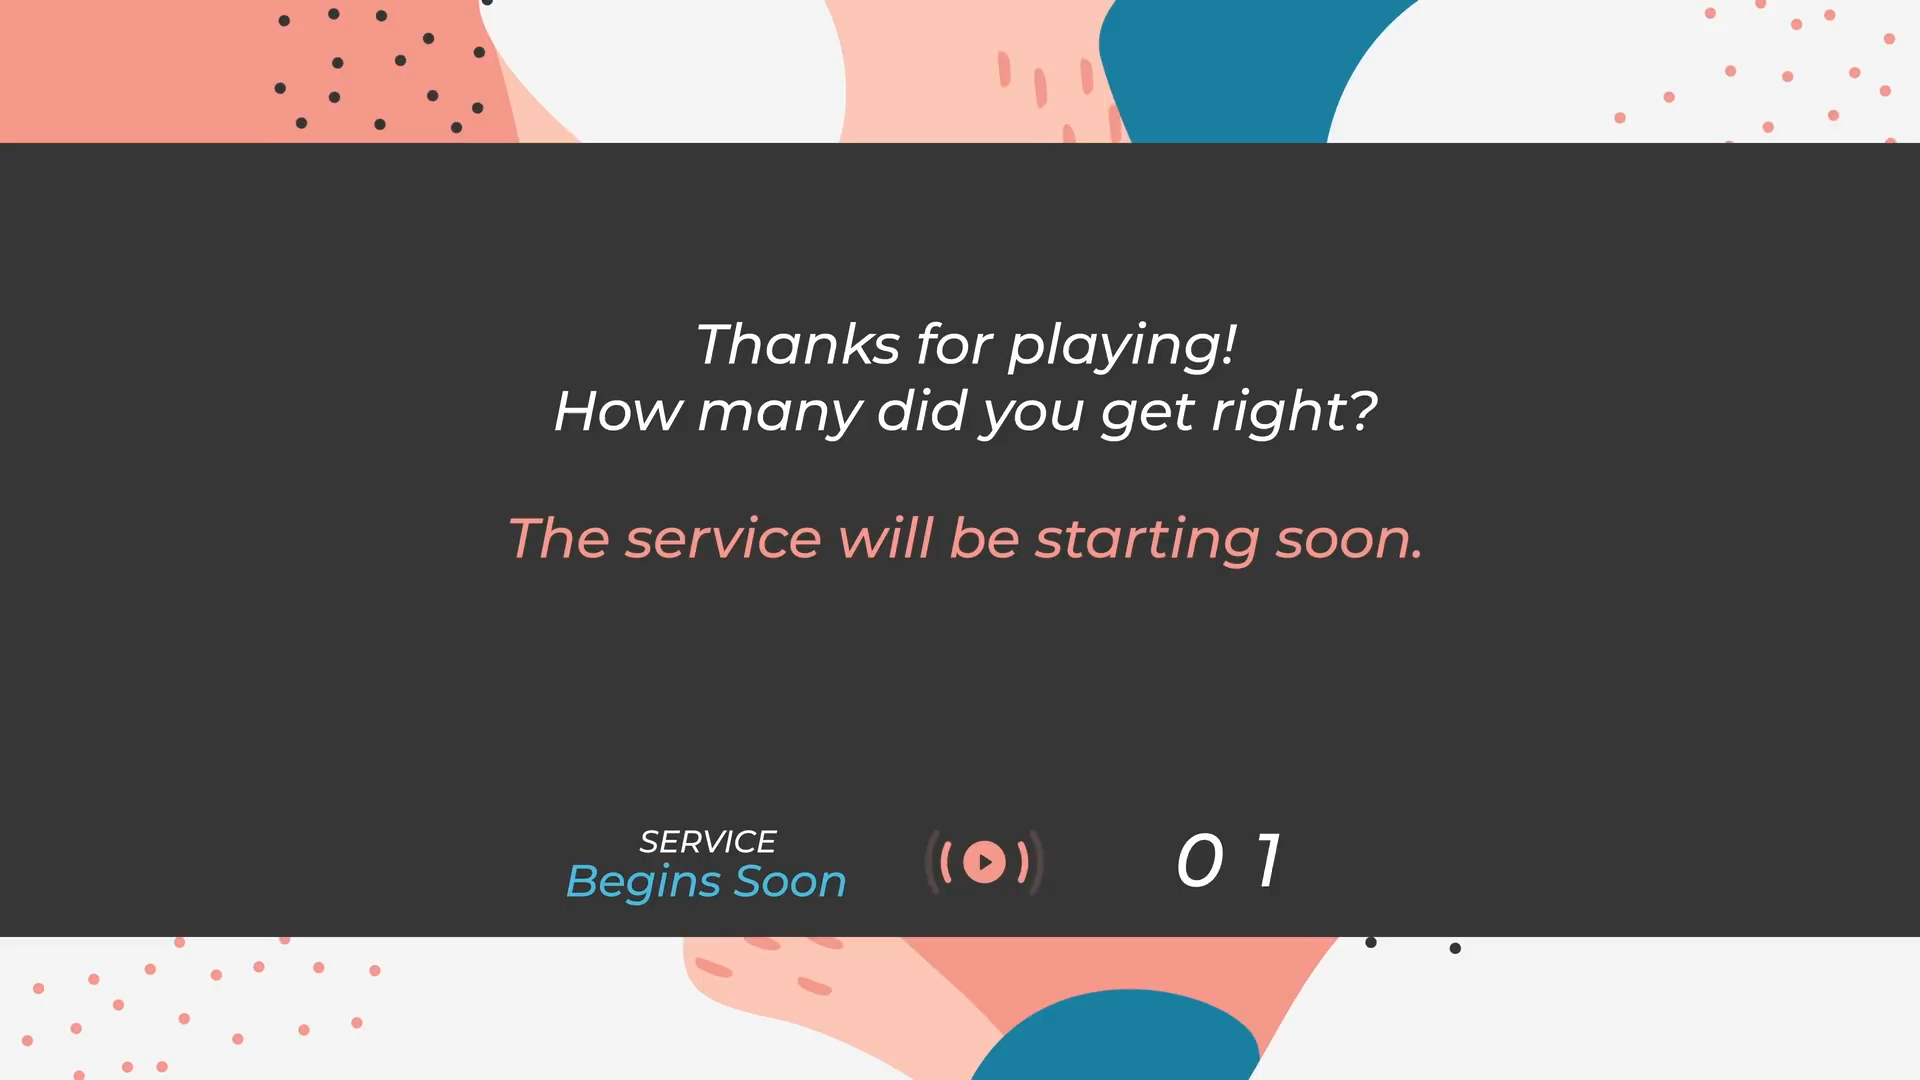 Thanks for playing!
How many did you get right?
The service will be starting soon.
SERVICE
Begins Soon
0 1